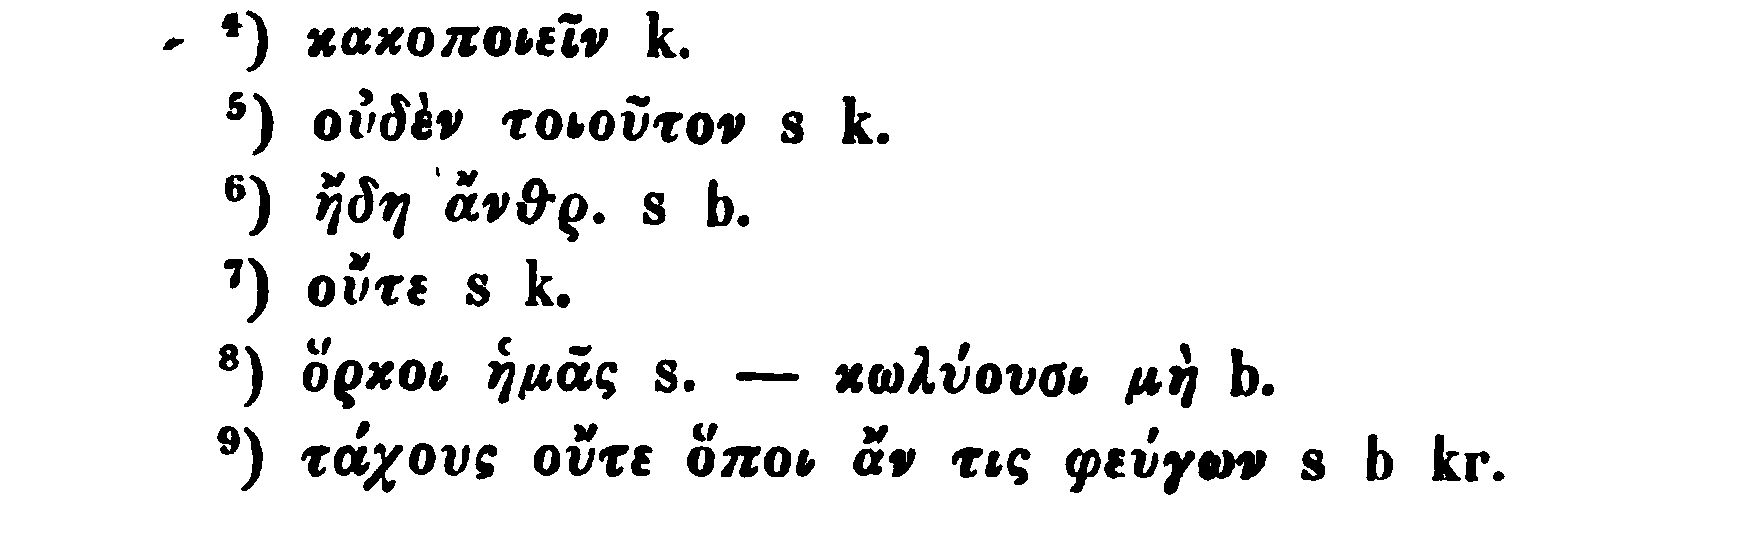 ⁴) κακοποιεῖν k.
⁵) οὐδὲν τοιοῦτον s k.
⁶) ἤδη ἄνθρ. s b.
⁷) οὔτε s k.
⁸) ὅρκοι ἡμᾶς s. — κωλύουσι μὴ b.
⁹) τάχους οὔτε ὅποι ἄν τις φεύγων s b kr.